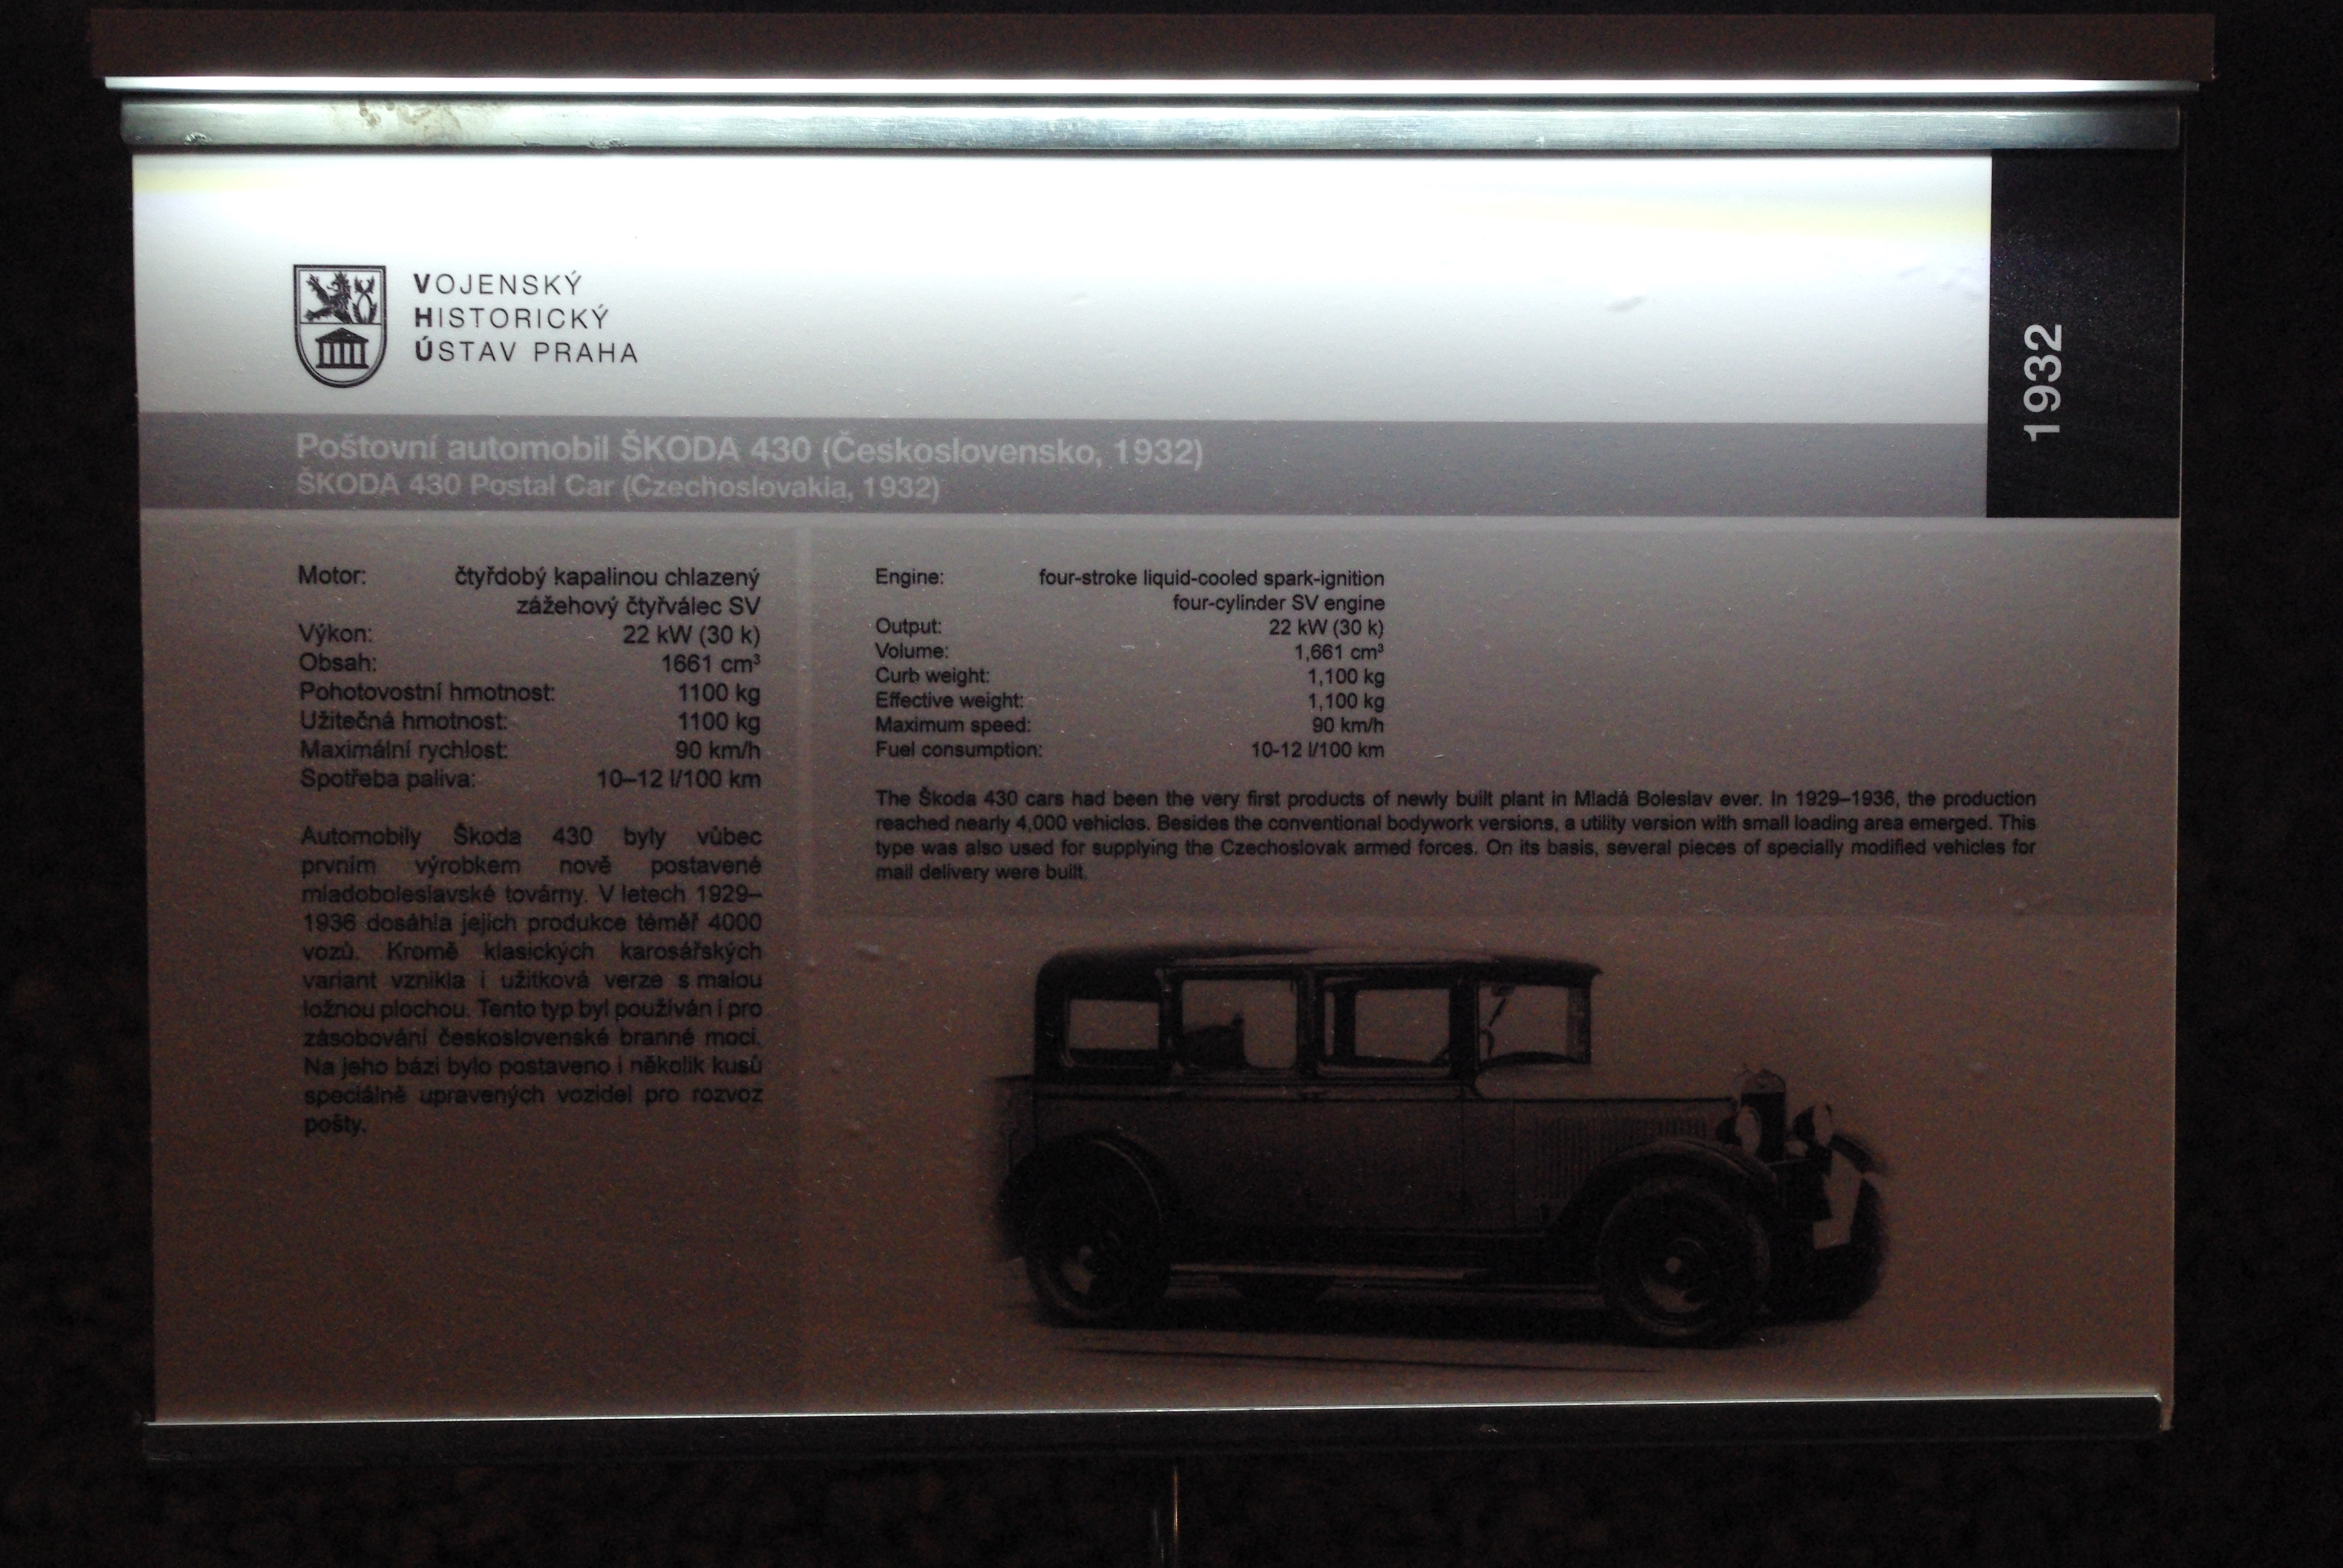 VOJENSKÝ
HISTORICKÝ
ÚSTAV PRAHA
1932
Poštovní automobil ŠKODA 430 (Československo, 1932)
ŠKODA 430 Postal Car (Czechoslovakia, 1932)
Motor: čtyřdobý kapalinou chlazený
zážehový čtyřválec SV
Výkon: 22 kW (30 k)
Obsah: 1661 cm³
Pohotovostní hmotnost: 1100 kg
Užitečná hmotnost: 1100 kg
Maximální rychlost: 90 km/h
Spotřeba paliva: 10–12 l/100 km
Automobily Škoda 430 byly vůbec
prvním výrobkem nově postavené
mladoboleslavské továrny. V letech 1929–
1936 dosáhla jejich produkce téměř 4000
vozů. Kromě klasických karosářských
variant vznikla i užitková verze s malou
ložnou plochou. Tento typ byl používán i pro
zásobování československé branné moci.
Na jeho bázi bylo postaveno i několik kusů
speciálně upravených vozidel pro rozvoz
pošty.
Engine: four-stroke liquid-cooled spark-ignition
four-cylinder SV engine
Output: 22 kW (30 k)
Volume: 1,661 cm³
Curb weight: 1,100 kg
Effective weight: 1,100 kg
Maximum speed: 90 km/h
Fuel consumption: 10-12 l/100 km
The Škoda 430 cars had been the very first products of newly built plant in Mladá Boleslav ever. In 1929–1936, the production
reached nearly 4,000 vehicles. Besides the conventional bodywork versions, a utility version with small loading area emerged. This
type was also used for supplying the Czechoslovak armed forces. On its basis, several pieces of specially modified vehicles for
mail delivery were built.